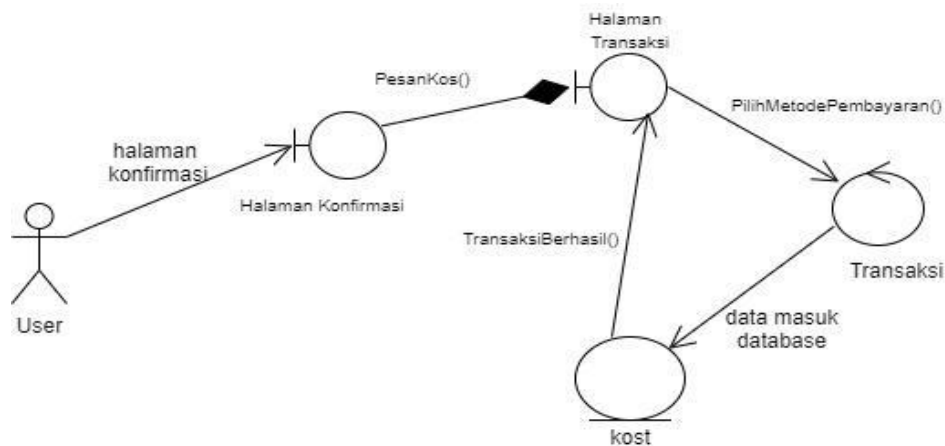 Halaman
Transaksi
PesanKos()
PilihMetodePembayaran()
halaman
konfirmasi
Halaman Konfirmasi
TransaksiBerhasil()
Transaksi
User
data masuk
database
kost